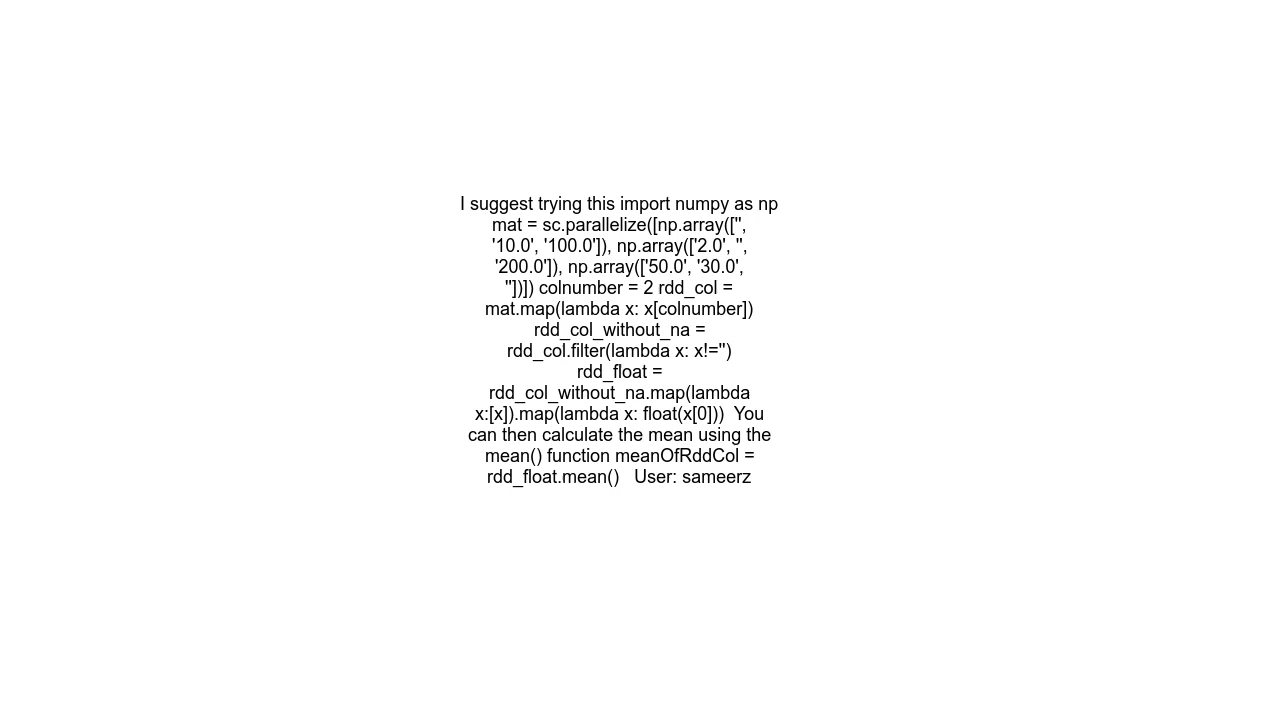 I suggest trying this import numpy as np
mat = sc.parallelize([np.array(['',
'10.0', '100.0']), np.array(['2.0', '',
'200.0']), np.array(['50.0', '30.0',
''])]) colnumber = 2 rdd_col =
mat.map(lambda x: x[colnumber])
rdd_col_without_na =
rdd_col.filter(lambda x: x!='')
rdd_float =
rdd_col_without_na.map(lambda
x:[x]).map(lambda x: float(x[0]))  You
can then calculate the mean using the
mean() function meanOfRddCol =
rdd_float.mean()   User: sameerz